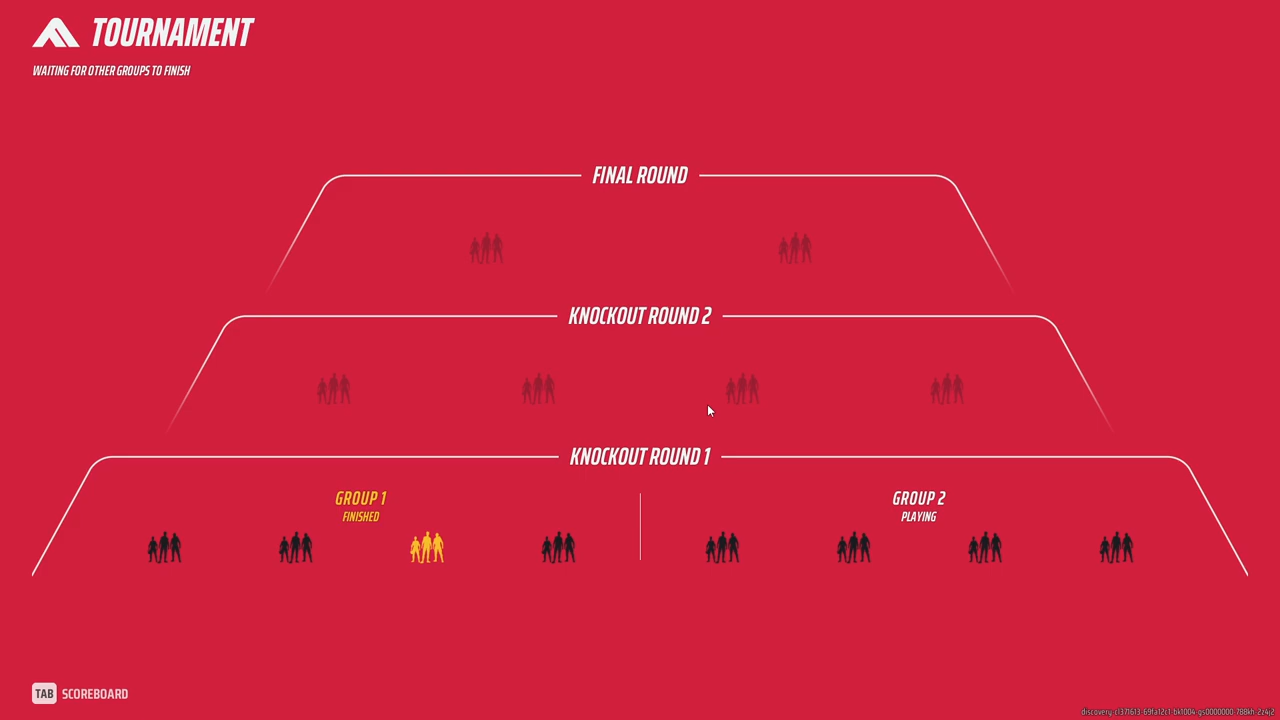 TOURNAMENT
WAITING FOR OTHER GROUPS TO FINISH
FINAL ROUND
KNOCKOUT ROUND 2
KNOCKOUT ROUND 1
GROUP 1
FINISHED
GROUP 2
PLAYING
TAB SCOREBOARD